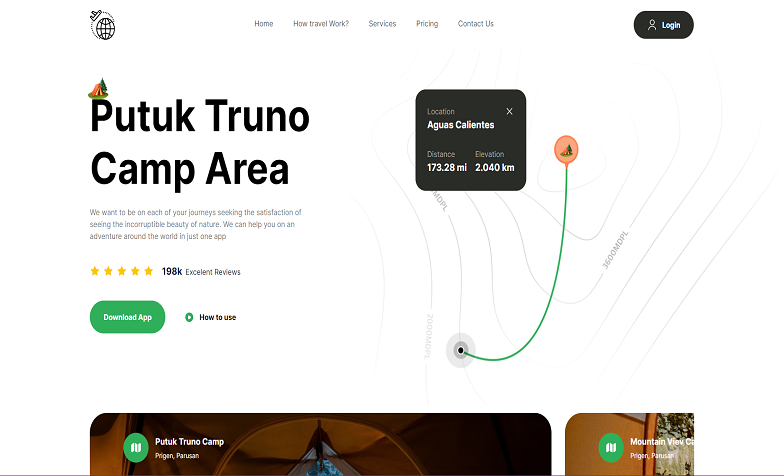 Home How travel Work? Services Pricing Contact Us Login
Putuk Truno
Camp Area
We want to be on each of your journeys seeking the satisfaction of
seeing the incorruptible beauty of nature. We can help you on an
adventure around the world in just one app
198k Excelent Reviews
Download App How to use
Location
Aguas Calientes
Distance Elevation
173.28 mi 2.040 km
MDPL
3600MDPL
2000MDPL
Putuk Truno Camp
Prigen, Parusan
Mountain Viev Ca
Prigen, Parusan